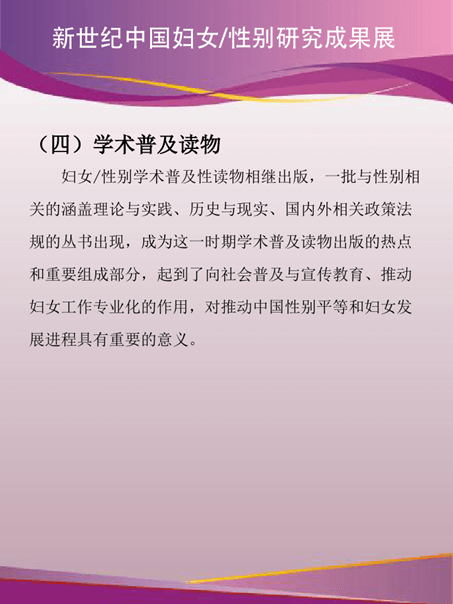 新世纪中国妇女/性别研究成果展
（四）学术普及读物
妇女/性别学术普及性读物相继出版，一批与性别相
关的涵盖理论与实践、历史与现实、国内外相关政策法
规的丛书出现，成为这一时期学术普及读物出版的热点
和重要组成部分，起到了向社会普及与宣传教育、推动
妇女工作专业化的作用，对推动中国性别平等和妇女发
展进程具有重要的意义。